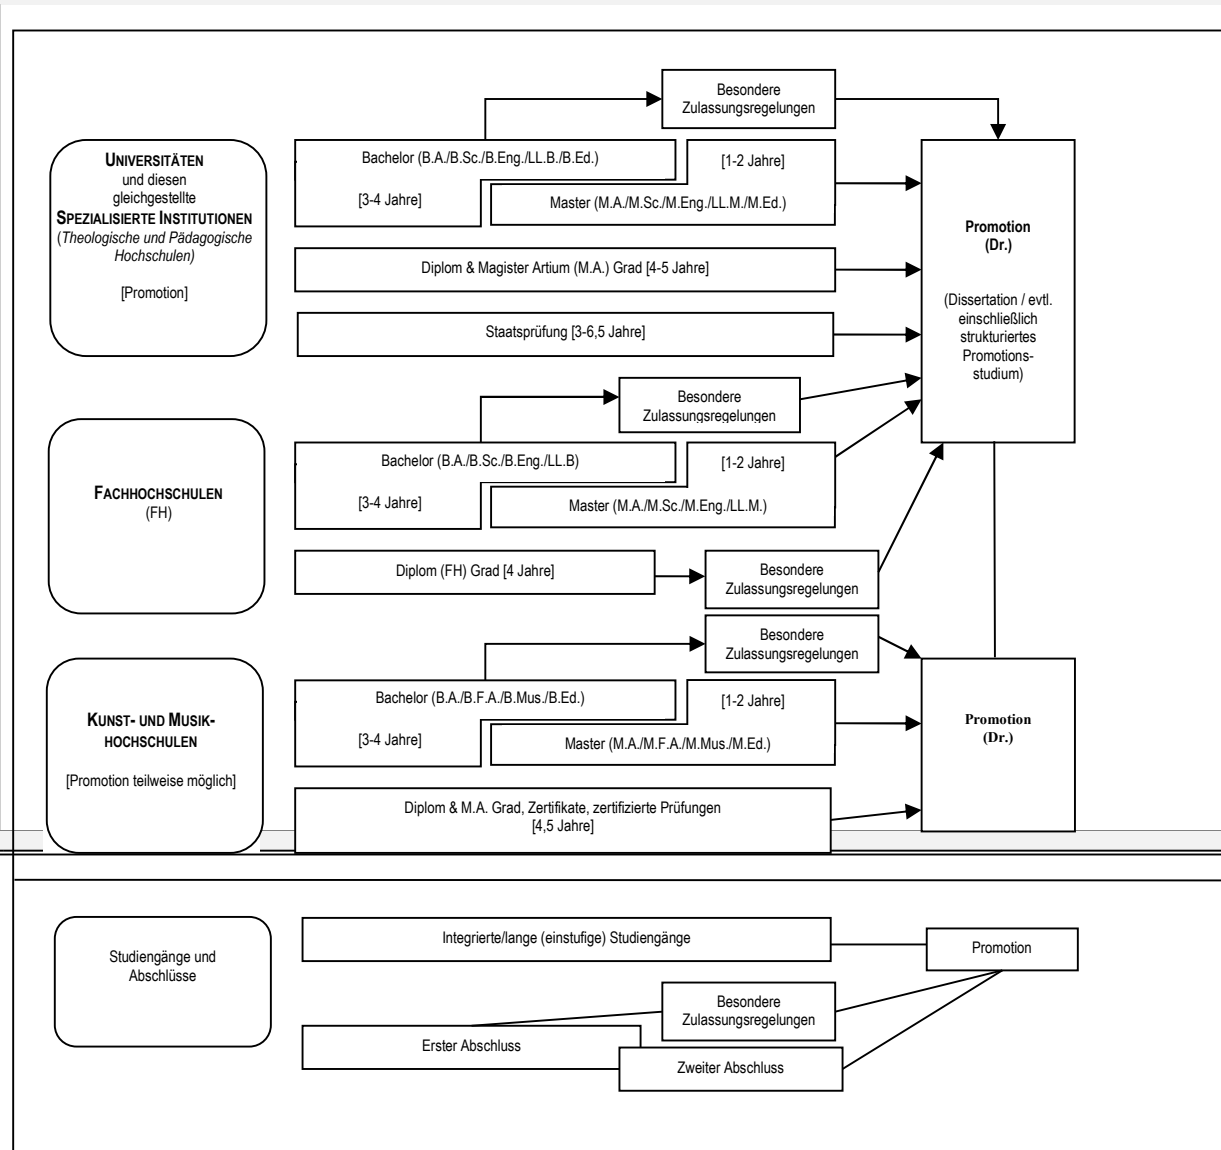 Besondere
Zulassungsregelungen
UNIVERSITÄTEN
und diesen
gleichgestellte
SPEZIALISIERTE INSTITUTIONEN
(Theologische und Pädagogische
Hochschulen)
[Promotion]
Bachelor (B.A./B.Sc./B.Eng./LL.B./B.Ed.)
[1-2 Jahre]
[3-4 Jahre]
Master (M.A./M.Sc./M.Eng./LL.M./M.Ed.)
Diplom & Magister Artium (M.A.) Grad [4-5 Jahre]
Staatsprüfung [3-6,5 Jahre]
Promotion
(Dr.)
(Dissertation / evtl.
einschließlich
strukturiertes
Promotions-
studium)
Besondere
Zulassungsregelungen
FACHHOCHSCHULEN
(FH)
Bachelor (B.A./B.Sc./B.Eng./LL.B)
[1-2 Jahre]
[3-4 Jahre]
Master (M.A./M.Sc./M.Eng./LL.M.)
Diplom (FH) Grad [4 Jahre]
Besondere
Zulassungsregelungen
Besondere
Zulassungsregelungen
KUNST- UND MUSIK-
HOCHSCHULEN
[Promotion teilweise möglich]
Bachelor (B.A./B.F.A./B.Mus./B.Ed.)
[1-2 Jahre]
[3-4 Jahre]
Master (M.A./M.F.A./M.Mus./M.Ed.)
Diplom & M.A. Grad, Zertifikate, zertifizierte Prüfungen
[4,5 Jahre]
Promotion
(Dr.)
Studiengänge und
Abschlüsse
Integrierte/lange (einstufige) Studiengänge
Promotion
Besondere
Zulassungsregelungen
Erster Abschluss
Zweiter Abschluss